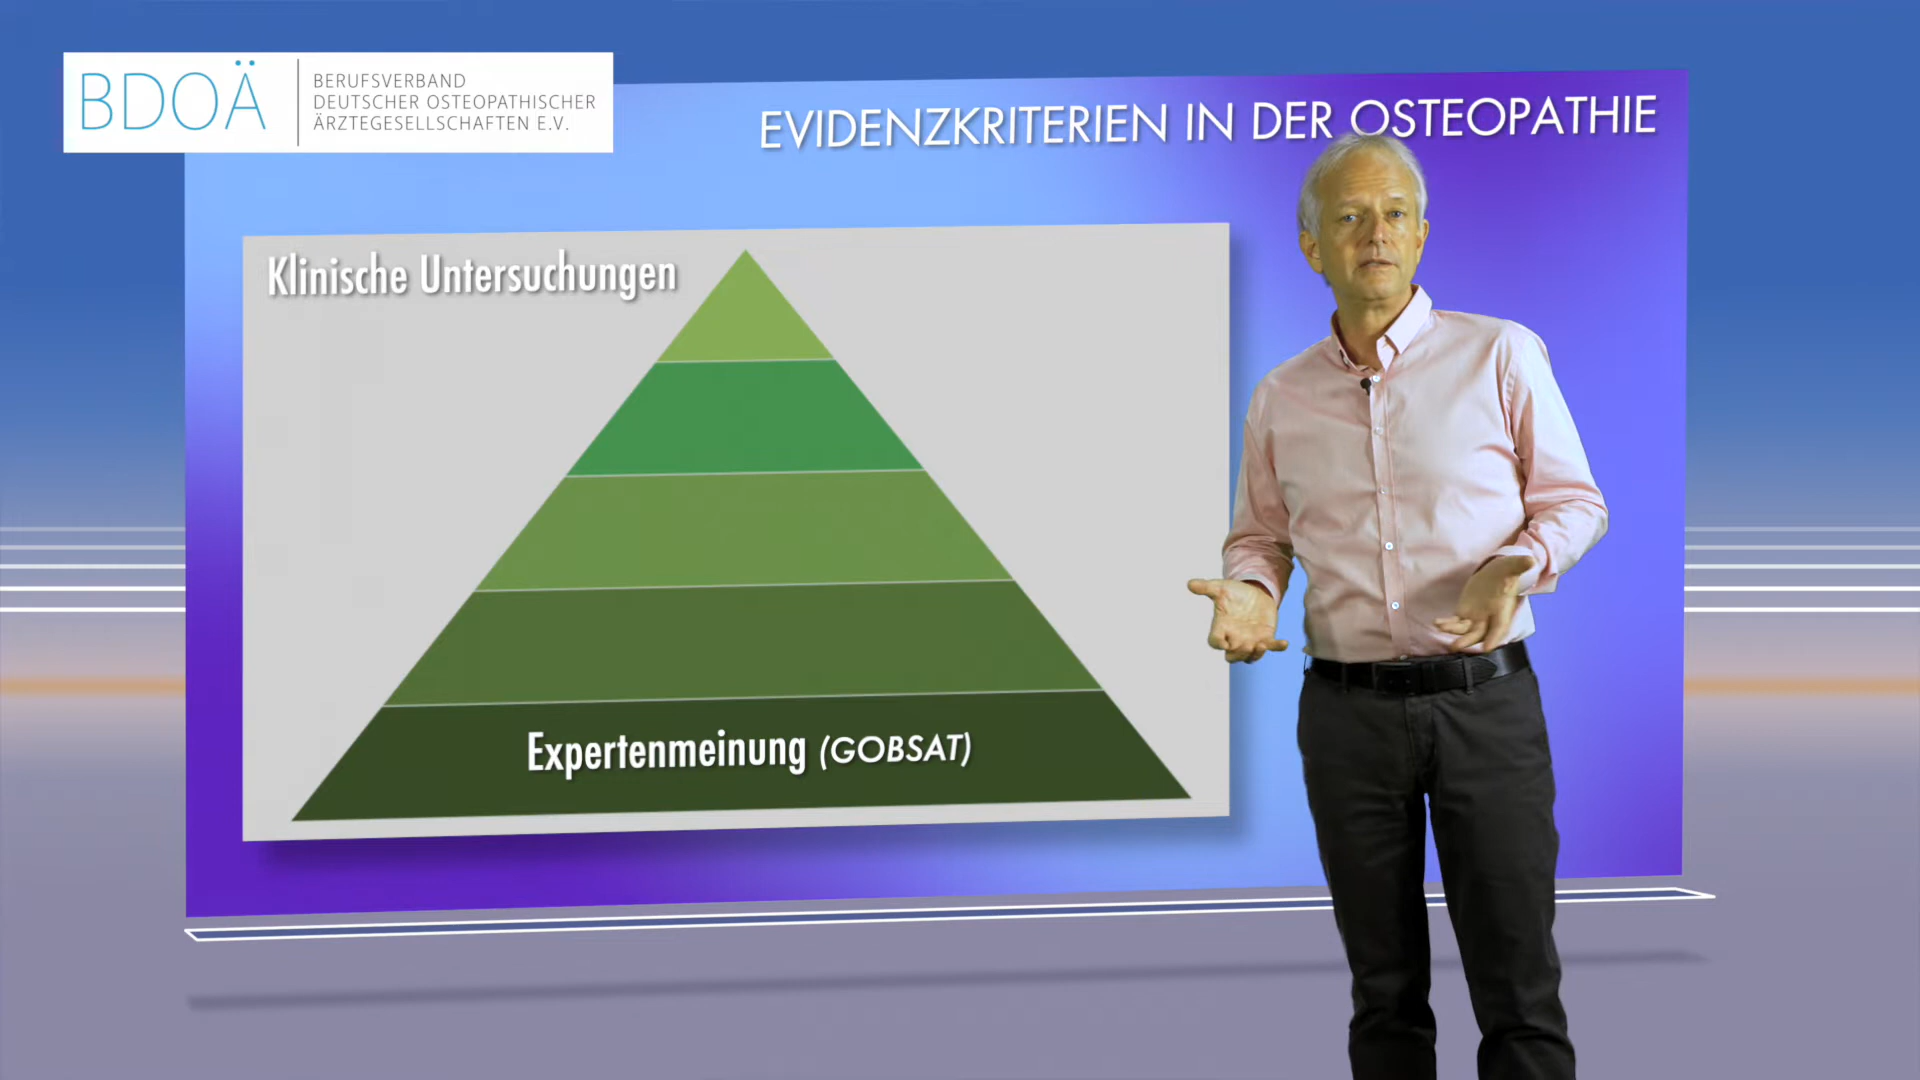 BDOÄ
BERUFSVERBAND
DEUTSCHER OSTEOPATHISCHER
ÄRZTEGESELLSCHAFTEN E.V.
EVIDENZKRITERIEN IN DER OSTEOPATHIE
Klinische Untersuchungen
Expertenmeinung (GOBSAT)